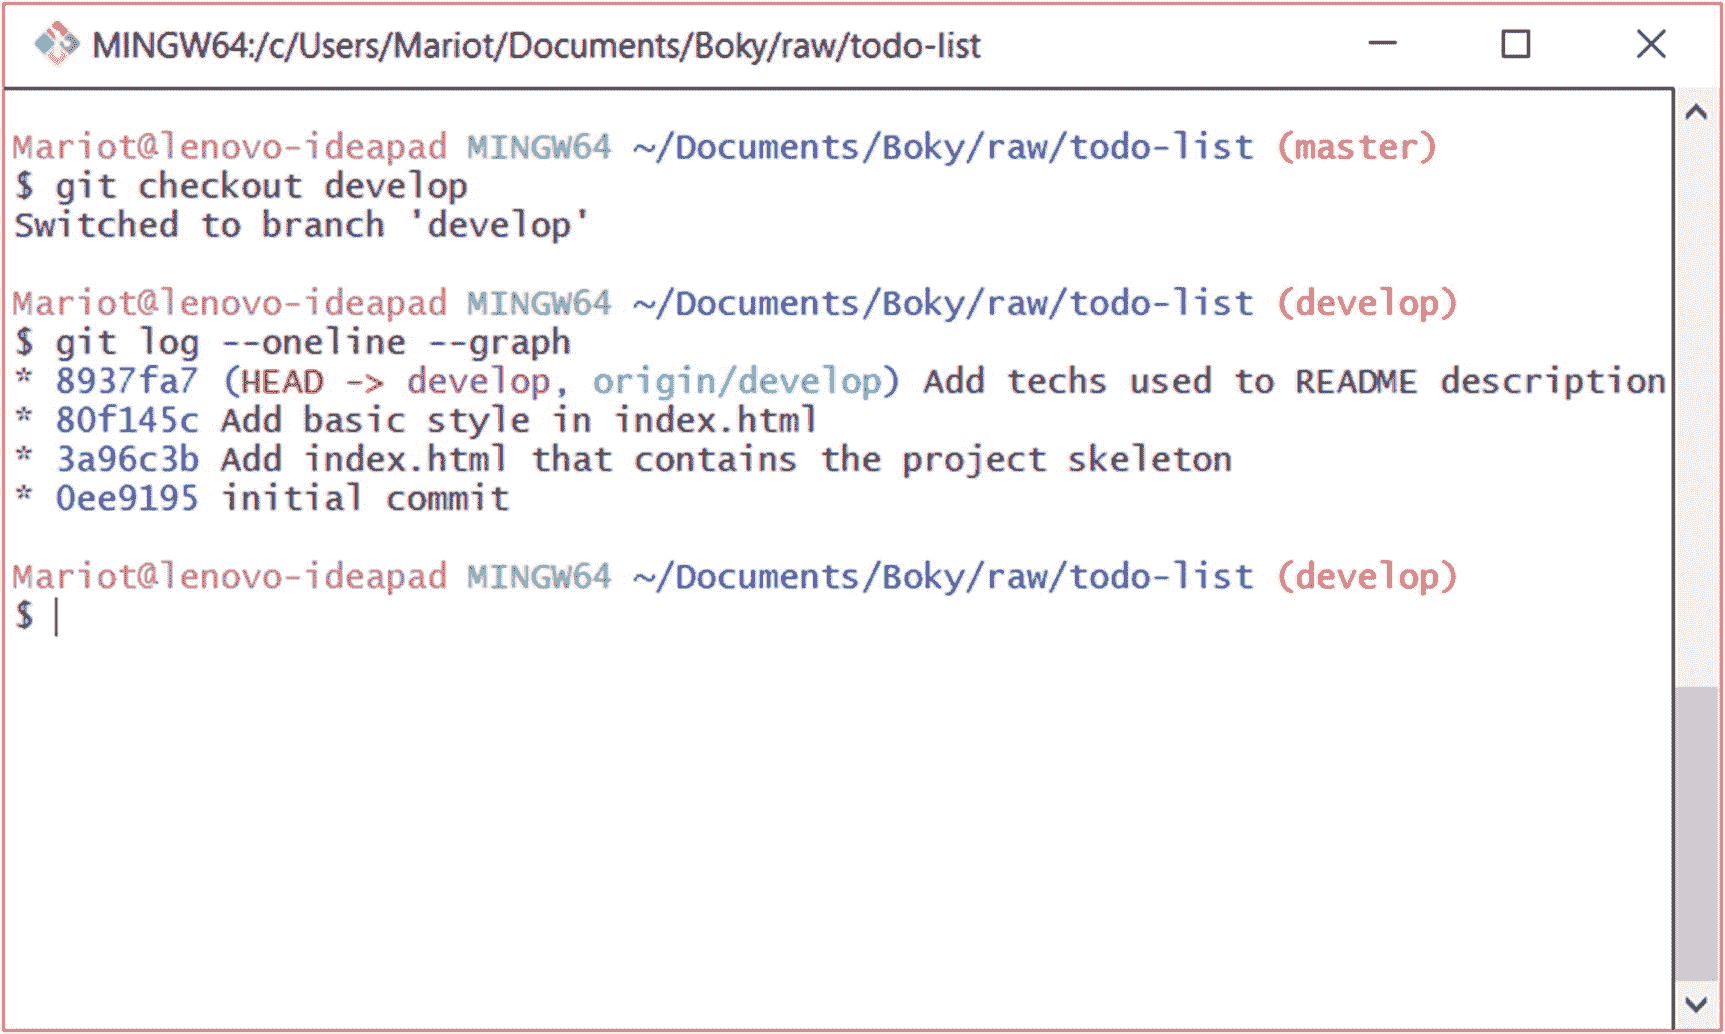 MINGW64:/c/Users/Mariot/Documents/Boky/raw/todo-list
Mariot@lenovo-ideapad MINGW64 ~/Documents/Boky/raw/todo-list (master)
$ git checkout develop
Switched to branch 'develop'
Mariot@lenovo-ideapad MINGW64 ~/Documents/Boky/raw/todo-list (develop)
$ git log --oneline --graph
* 8937fa7 (HEAD -> develop, origin/develop) Add techs used to README description
* 80f145c Add basic style in index.html
* 3a96c3b Add index.html that contains the project skeleton
* 0ee9195 initial commit
Mariot@lenovo-ideapad MINGW64 ~/Documents/Boky/raw/todo-list (develop)
$